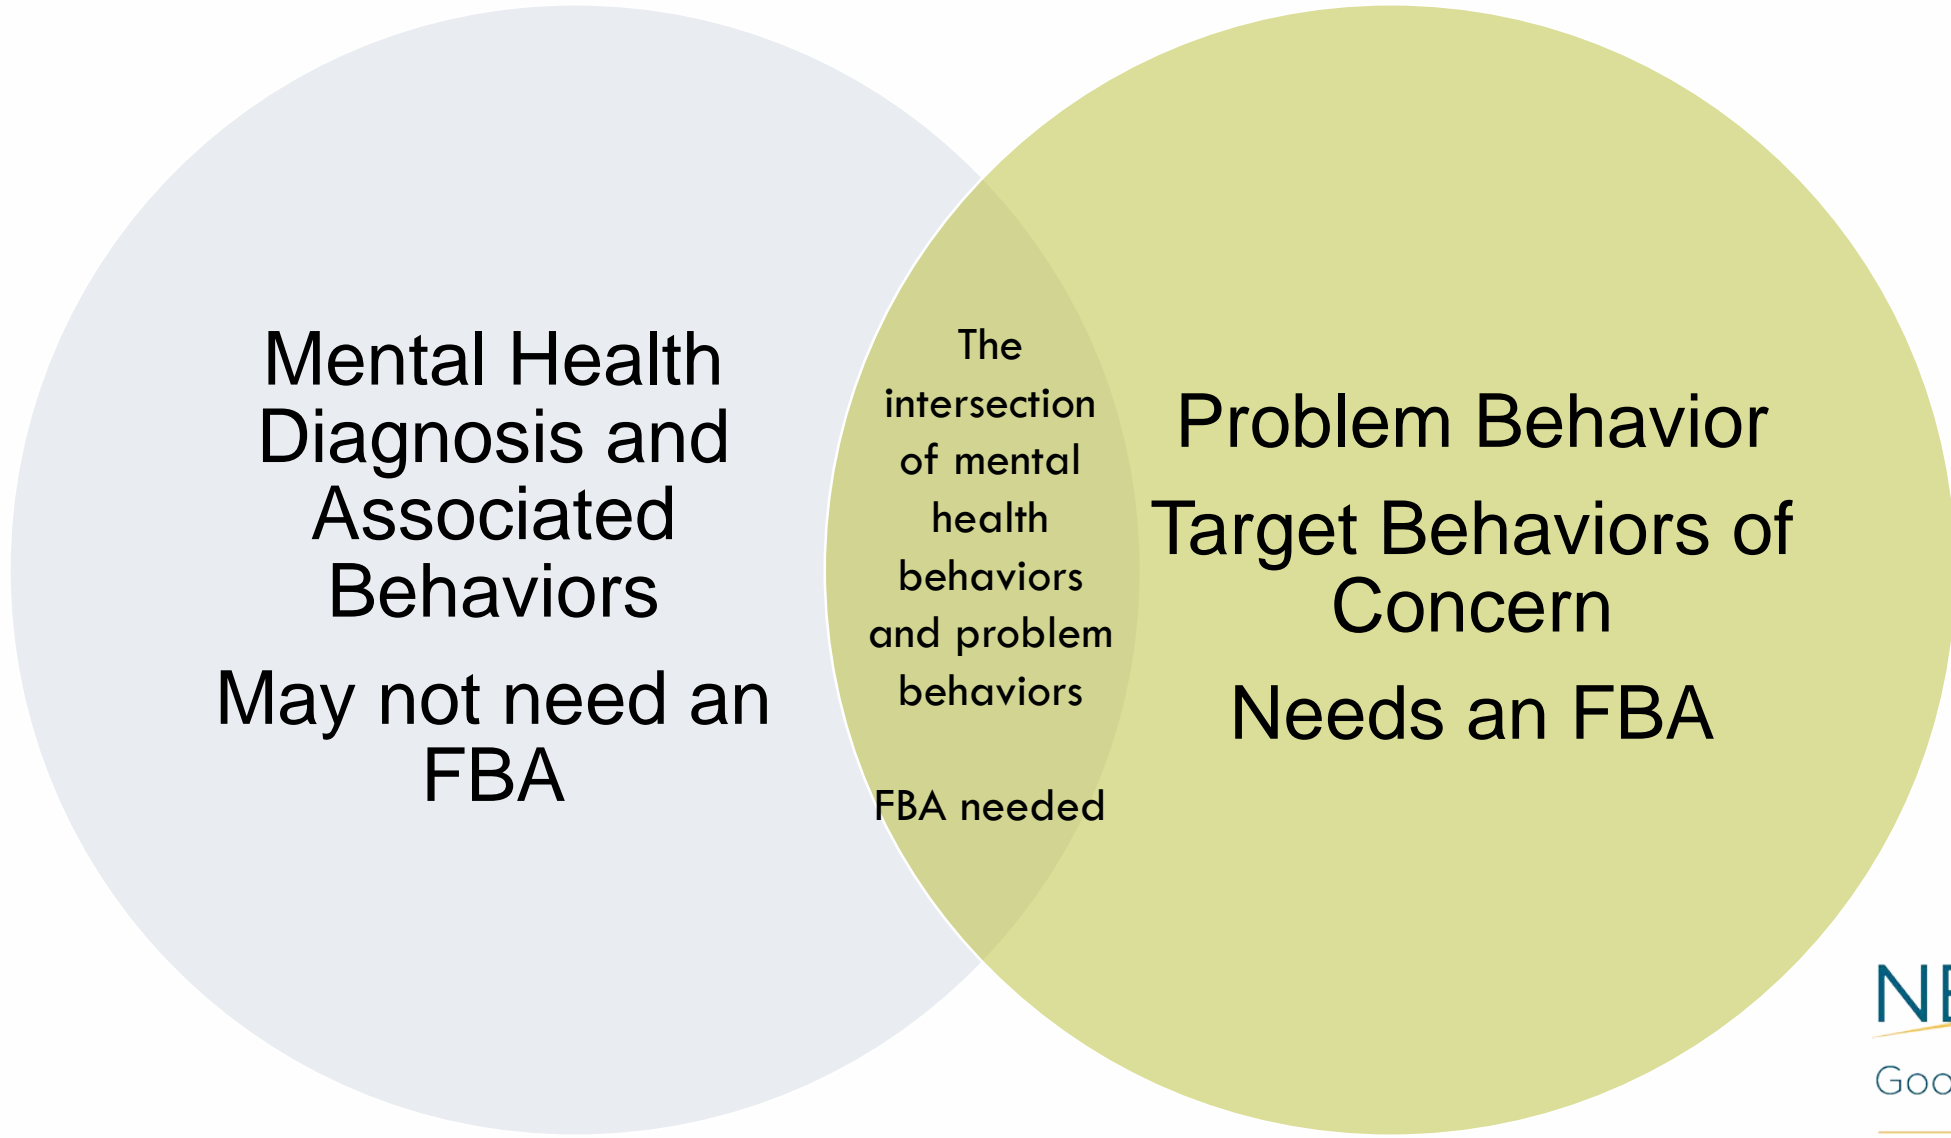 Mental Health
Diagnosis and
Associated
Behaviors
May not need an
FBA
The
intersection
of mental
health
behaviors
and problem
behaviors
FBA needed
Problem Behavior
Target Behaviors of
Concern
Needs an FBA